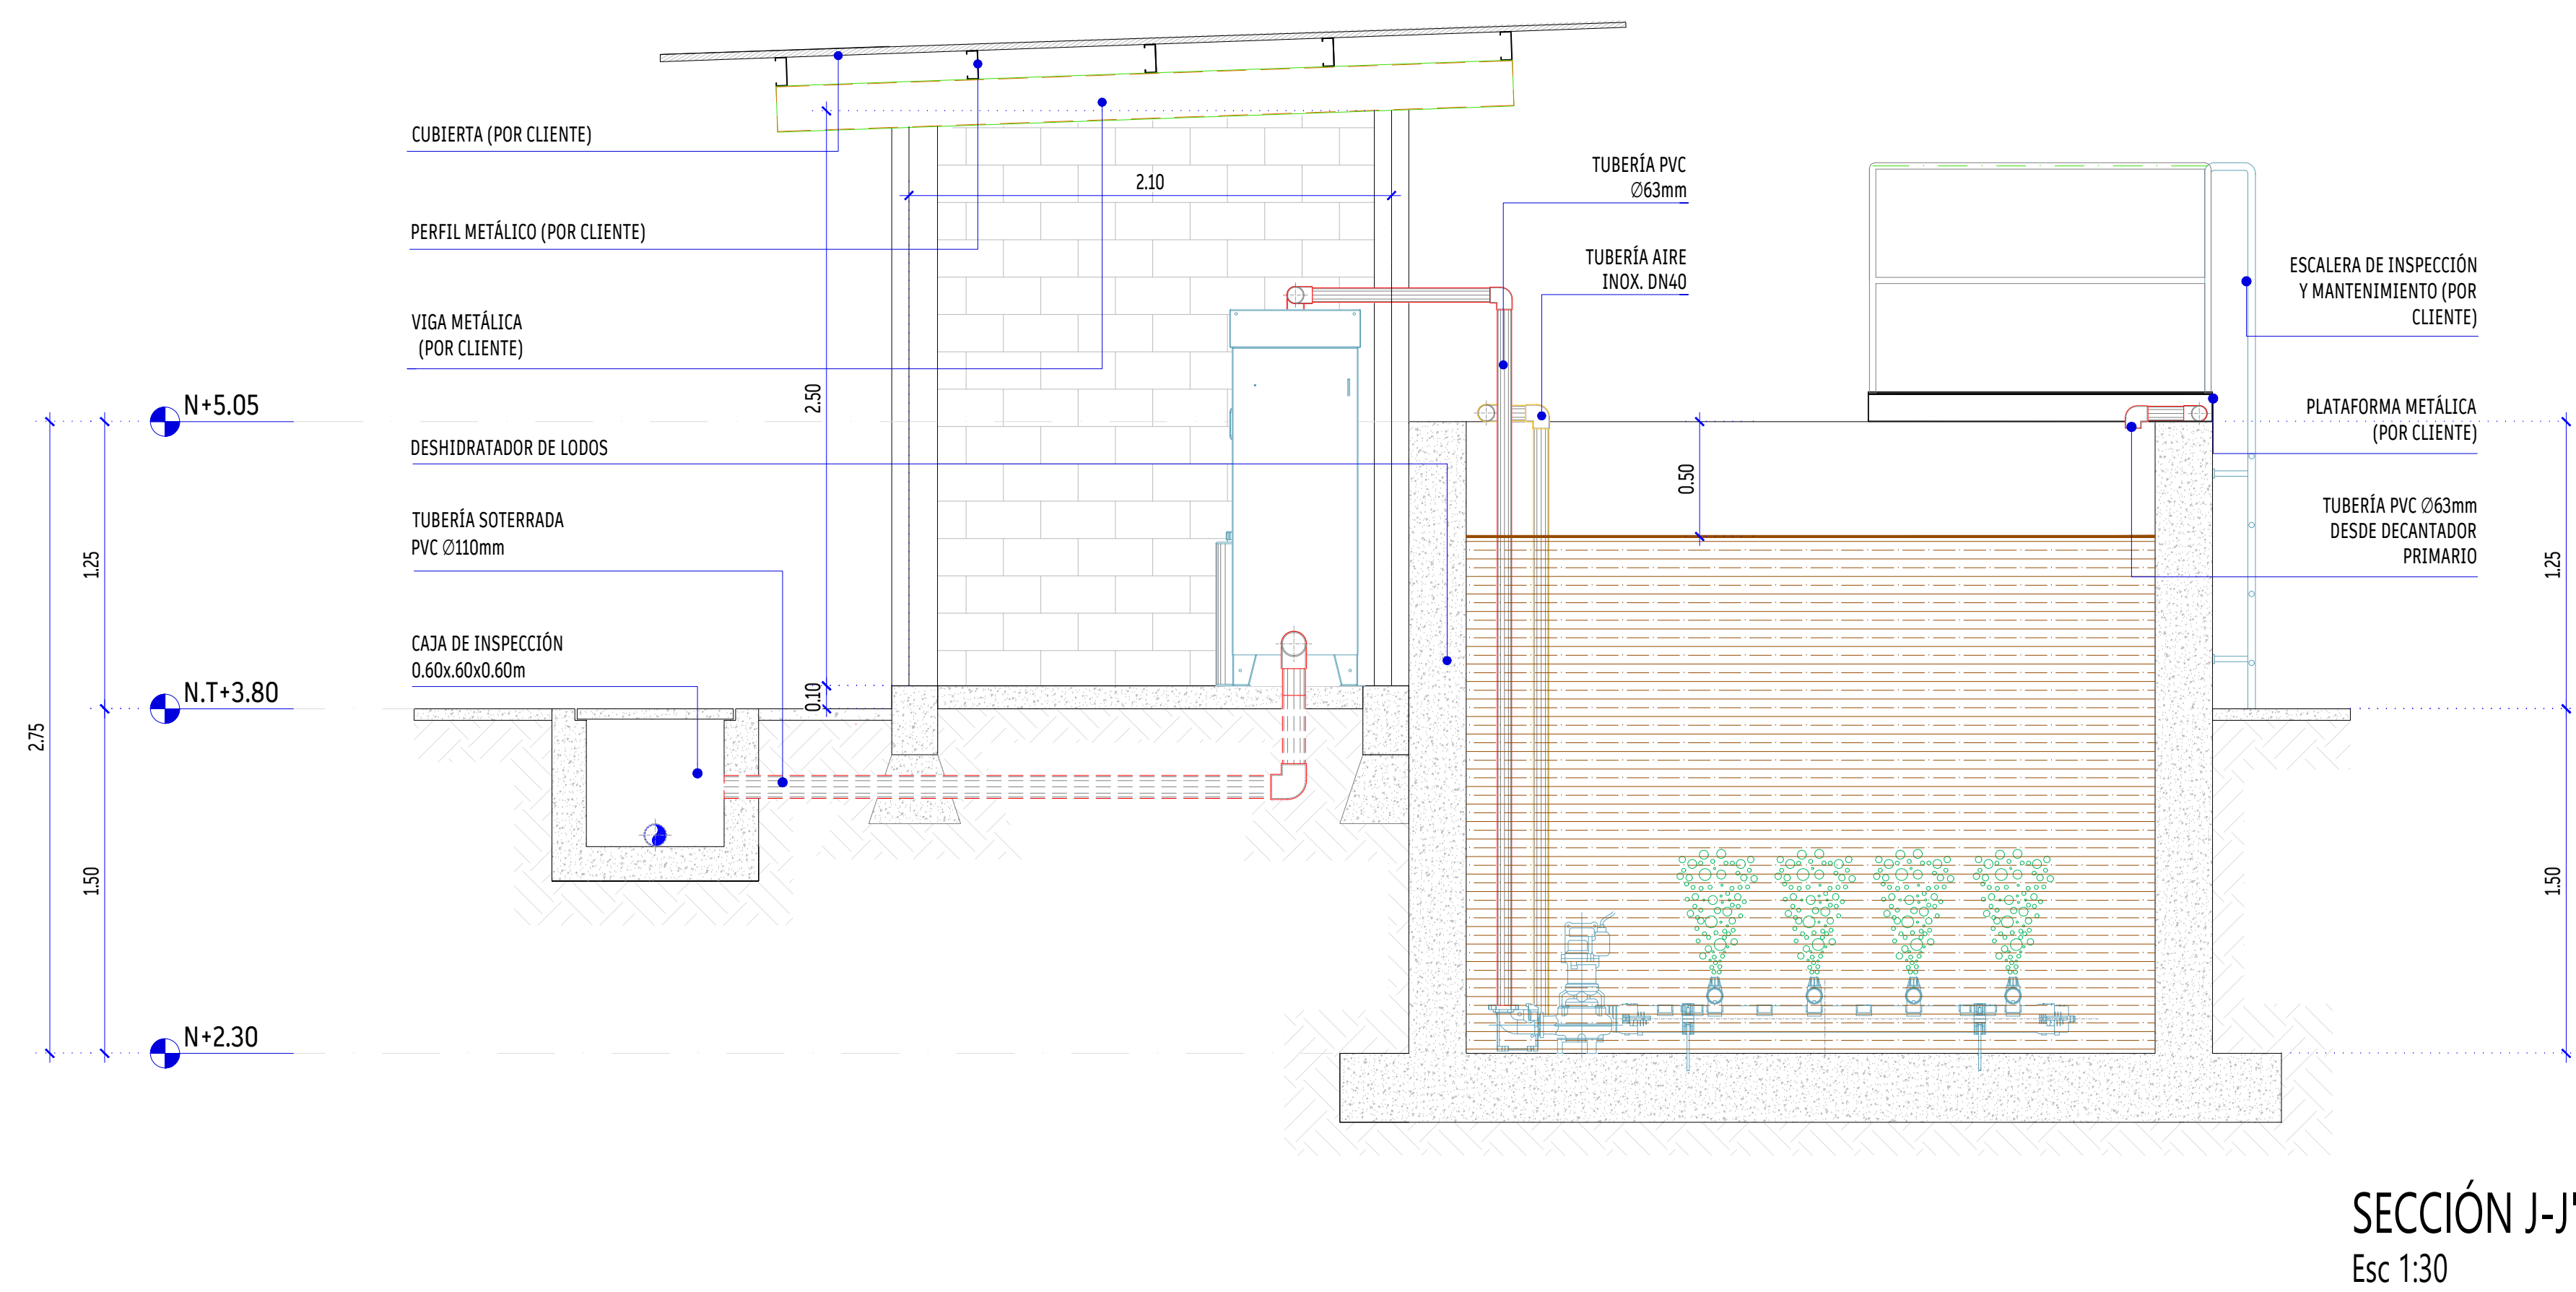 CUBIERTA (POR CLIENTE)
PERFIL METÁLICO (POR CLIENTE)
VIGA METÁLICA
(POR CLIENTE)
DESHIDRATADOR DE LODOS
TUBERÍA SOTERRADA
PVC ∅110mm
CAJA DE INSPECCIÓN
0.60x.60x0.60m
N+5.05
N.T+3.80
N+2.30
2.75
1.25
1.50
2.50
0.10
2.10
TUBERÍA PVC
∅63mm
TUBERÍA AIRE
INOX. DN40
0.50
ESCALERA DE INSPECCIÓN
Y MANTENIMIENTO (POR
CLIENTE)
PLATAFORMA METÁLICA
(POR CLIENTE)
TUBERÍA PVC ∅63mm
DESDE DECANTADOR
PRIMARIO
1.25
1.50
SECCIÓN J-J'
Esc 1:30